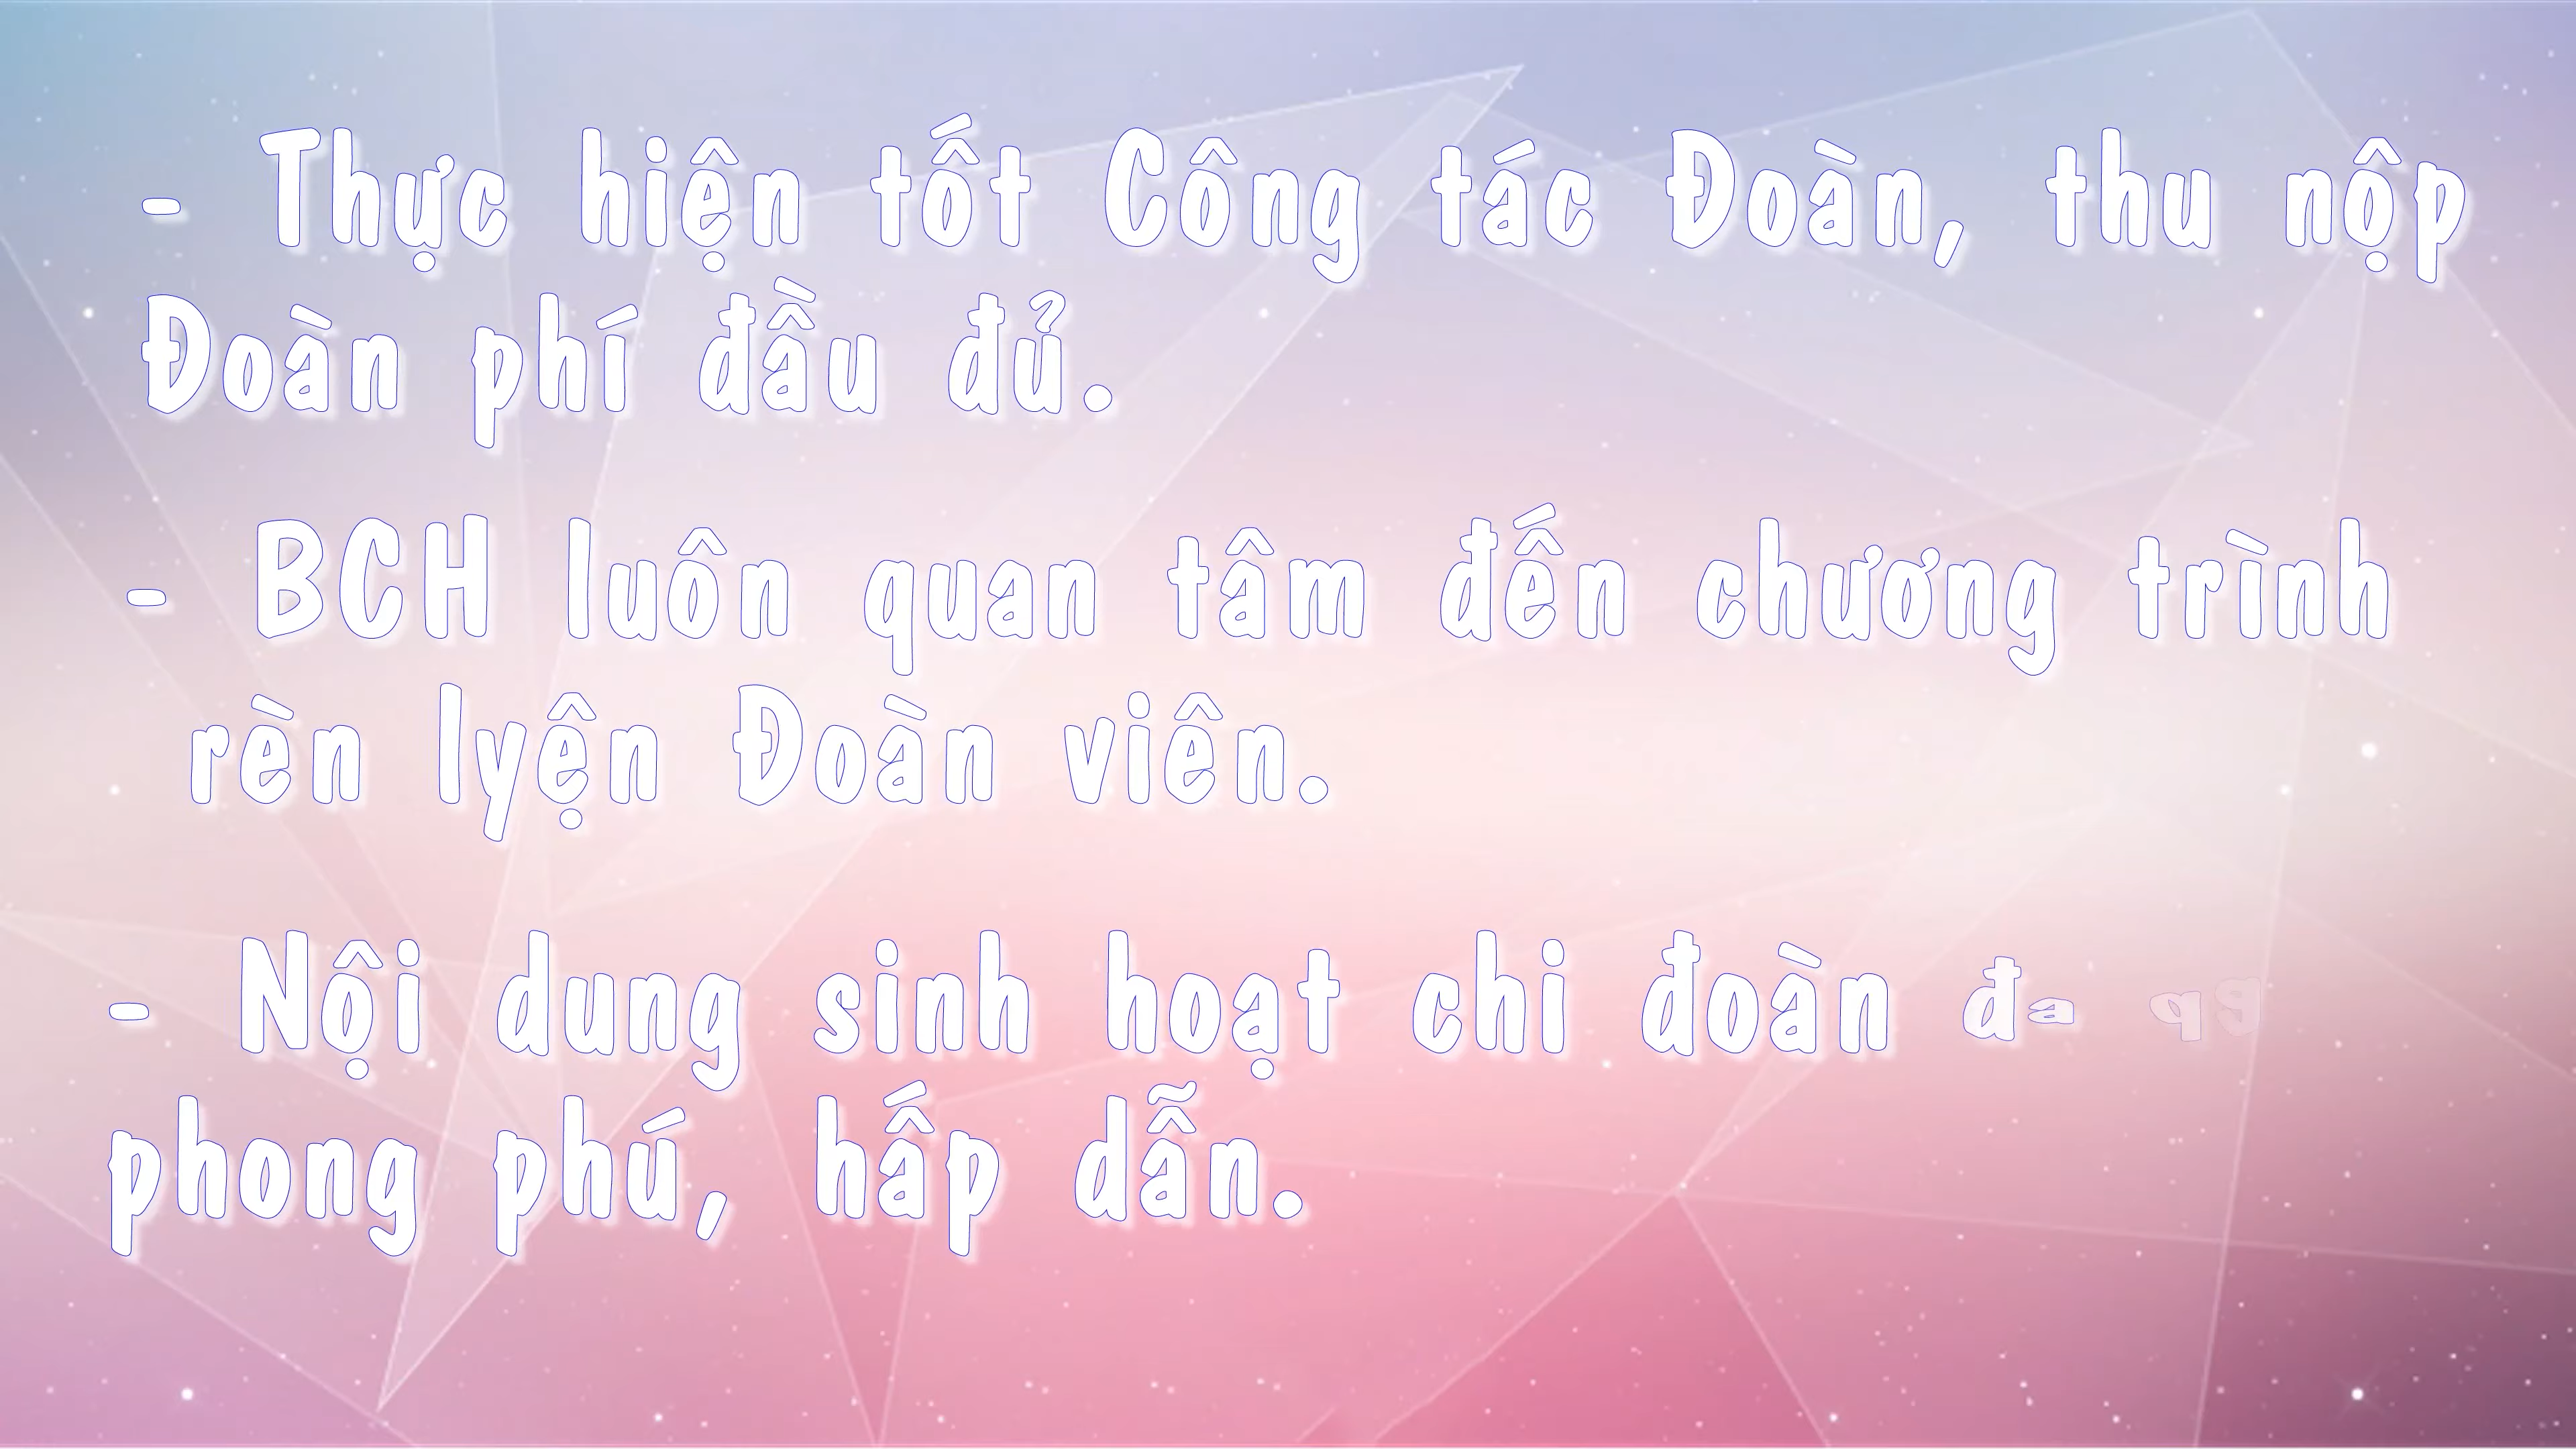 - Thực hiện tốt Công tác Đoàn, thu nộp
Đoàn phí đầu đủ.
- BCH luôn quan tâm đến chương trình
rèn lyện Đoàn viên.
- Nội dung sinh hoạt chi đoàn đa
phong phú, hấp dẫn.